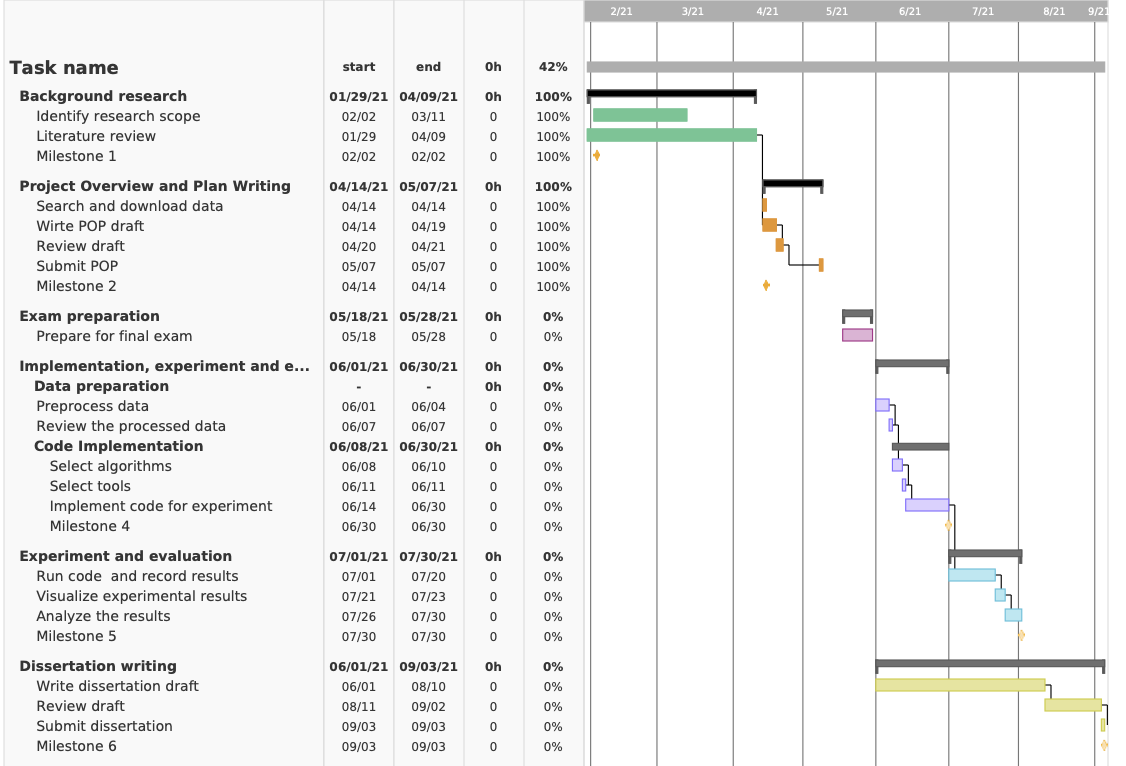 2/21 3/21 4/21 5/21 6/21 7/21 8/21 9/21
Task name start end 0h 42%
Background research 01/29/21 04/09/21 0h 100%
Identify research scope 02/02 03/11 0 100%
Literature review 01/29 04/09 0 100%
Milestone 1 02/02 02/02 0 100%
Project Overview and Plan Writing 04/14/21 05/07/21 0h 100%
Search and download data 04/14 04/14 0 100%
Wirte POP draft 04/14 04/19 0 100%
Review draft 04/20 04/21 0 100%
Submit POP 05/07 05/07 0 100%
Milestone 2 04/14 04/14 0 100%
Exam preparation 05/18/21 05/28/21 0h 0%
Prepare for final exam 05/18 05/28 0 0%
Implementation, experiment and e... 06/01/21 06/30/21 0h 0%
Data preparation - - 0h 0%
Preprocess data 06/01 06/04 0 0%
Review the processed data 06/07 06/07 0 0%
Code Implementation 06/08/21 06/30/21 0h 0%
Select algorithms 06/08 06/10 0 0%
Select tools 06/11 06/11 0 0%
Implement code for experiment 06/14 06/30 0 0%
Milestone 4 06/30 06/30 0 0%
Experiment and evaluation 07/01/21 07/30/21 0h 0%
Run code and record results 07/01 07/20 0 0%
Visualize experimental results 07/21 07/23 0 0%
Analyze the results 07/26 07/30 0 0%
Milestone 5 07/30 07/30 0 0%
Dissertation writing 06/01/21 09/03/21 0h 0%
Write dissertation draft 06/01 08/10 0 0%
Review draft 08/11 09/02 0 0%
Submit dissertation 09/03 09/03 0 0%
Milestone 6 09/03 09/03 0 0%